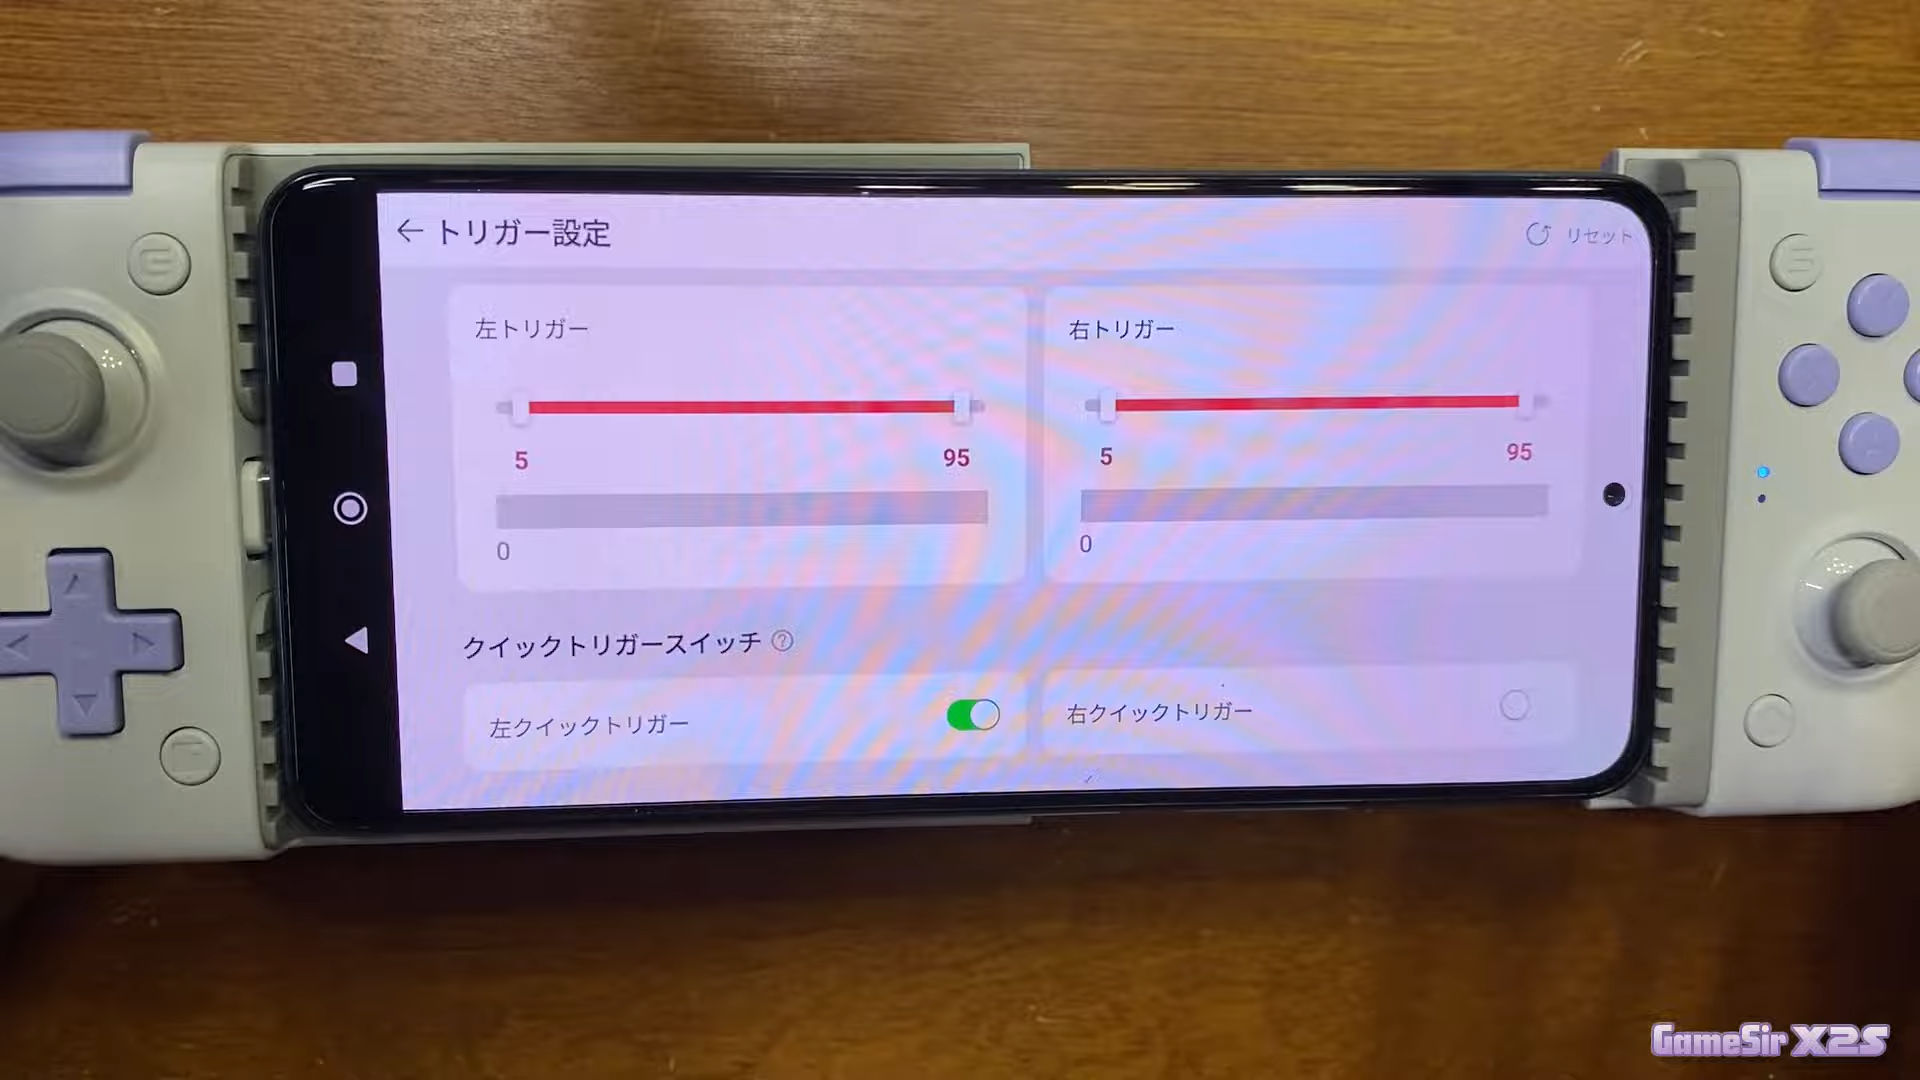 トリガー設定
リセット
左トリガー
右トリガー
5
95
5
95
0
0
クイックトリガースイッチ ?
左クイックトリガー
右クイックトリガー
GameSir X2S